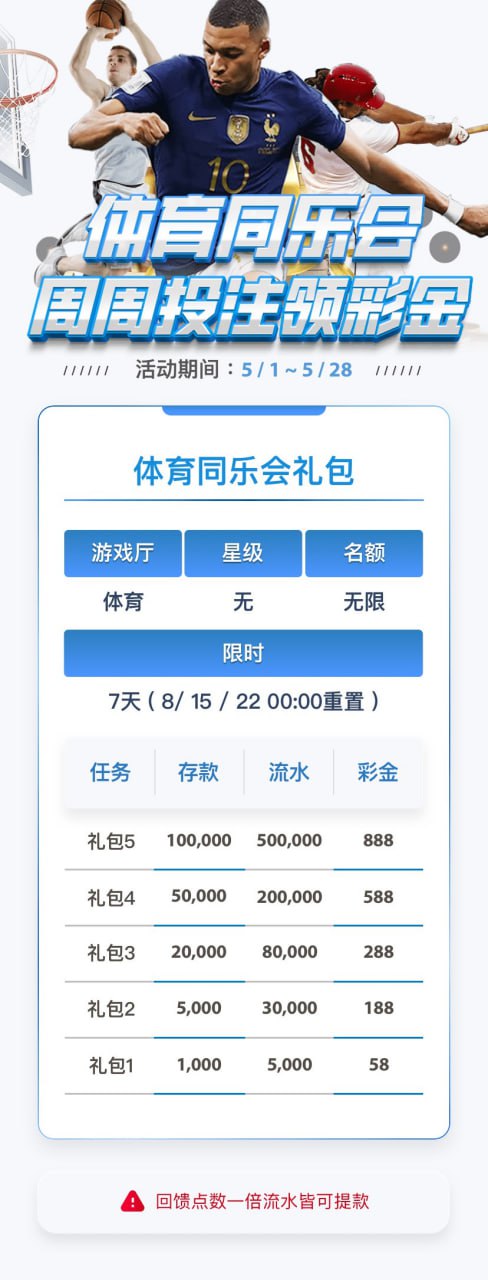 10
体育同乐会
周周投注领彩金
活动期间：5/1~5/28
体育同乐会礼包
游戏厅 星级 名额
体育 无 无限
限时
7天 ( 8/ 15 / 22 00:00重置 )
任务 存款 流水 彩金
礼包5 100,000 500,000 888
礼包4 50,000 200,000 588
礼包3 20,000 80,000 288
礼包2 5,000 30,000 188
礼包1 1,000 5,000 58
回馈点数一倍流水皆可提款